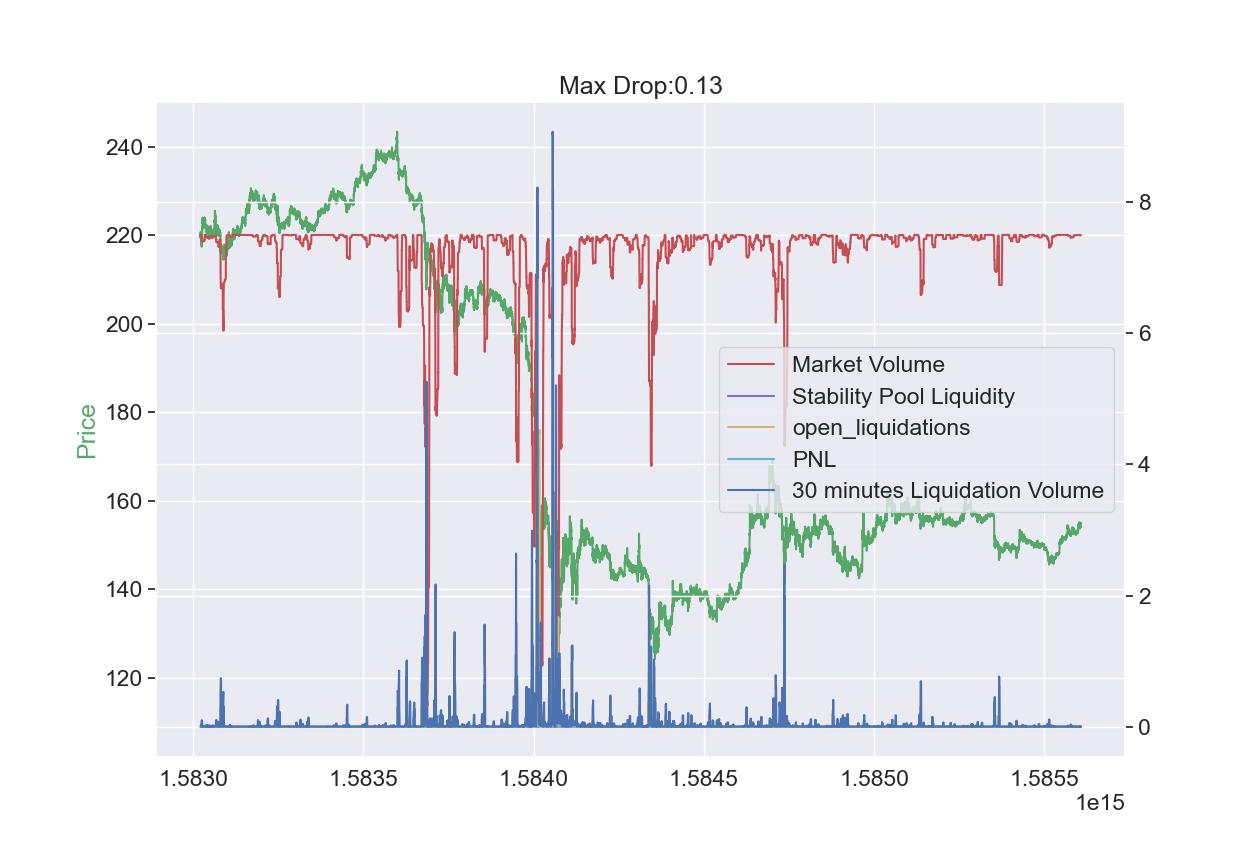 Max Drop:0.13
240
220
200
180
160
140
120
Price
8
6
4
2
0
Market Volume
Stability Pool Liquidity
open_liquidations
PNL
30 minutes Liquidation Volume
1.5830 1.5835 1.5840 1.5845 1.5850 1.5855
1e15